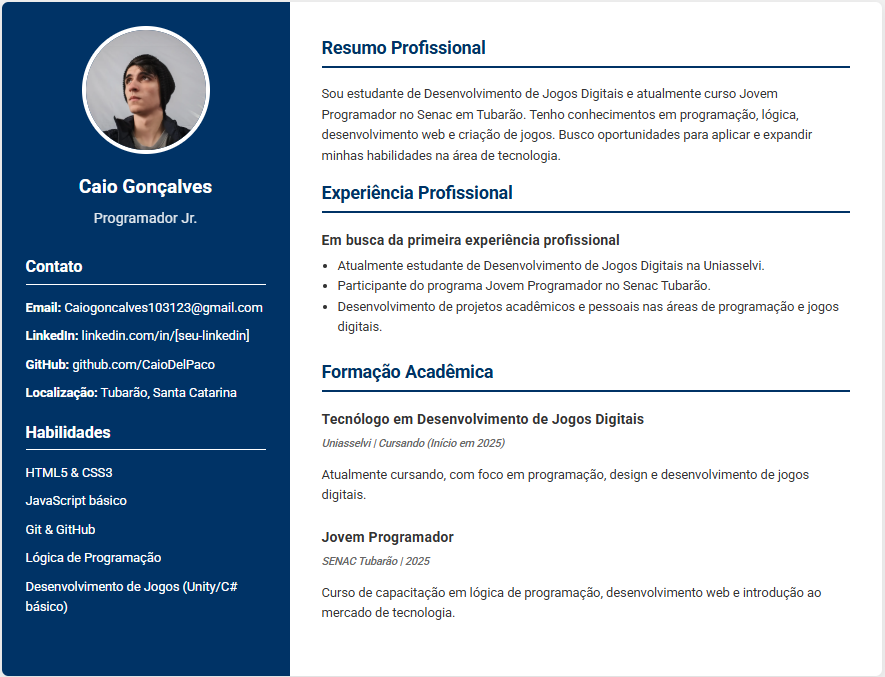 Caio Gonçalves
Programador Jr.
Contato
Email: Caiogoncalves103123@gmail.com
LinkedIn: linkedin.com/in/[seu-linkedin]
GitHub: github.com/CaioDelPaco
Localização: Tubarão, Santa Catarina
Habilidades
HTML5 & CSS3
JavaScript básico
Git & GitHub
Lógica de Programação
Desenvolvimento de Jogos (Unity/C#
básico)
Resumo Profissional
Sou estudante de Desenvolvimento de Jogos Digitais e atualmente curso Jovem
Programador no Senac em Tubarão. Tenho conhecimentos em programação, lógica,
desenvolvimento web e criação de jogos. Busco oportunidades para aplicar e expandir
minhas habilidades na área de tecnologia.
Experiência Profissional
Em busca da primeira experiência profissional
• Atualmente estudante de Desenvolvimento de Jogos Digitais na Uniasselvi.
• Participante do programa Jovem Programador no Senac Tubarão.
• Desenvolvimento de projetos acadêmicos e pessoais nas áreas de programação e jogos
digitais.
Formação Acadêmica
Tecnólogo em Desenvolvimento de Jogos Digitais
Uniasselvi | Cursando (Início em 2025)
Atualmente cursando, com foco em programação, design e desenvolvimento de jogos
digitais.
Jovem Programador
SENAC Tubarão | 2025
Curso de capacitação em lógica de programação, desenvolvimento web e introdução ao
mercado de tecnologia.